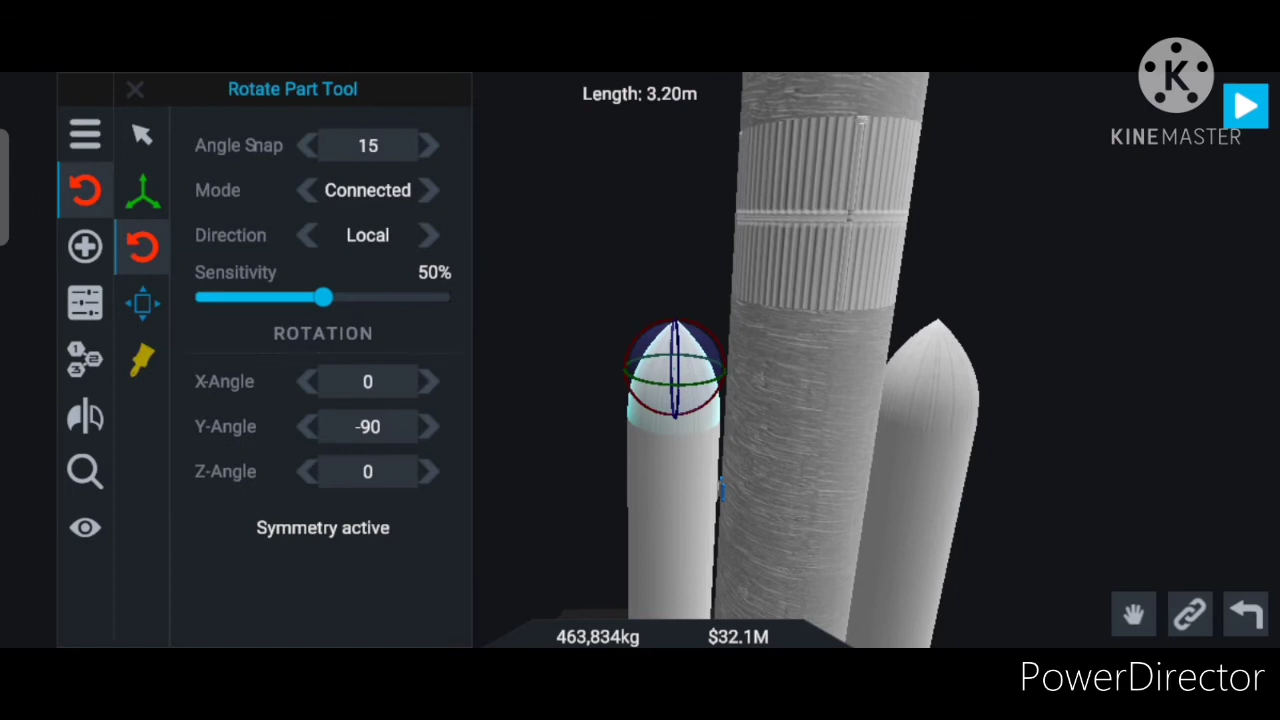 Rotate Part Tool
Angle Snap 15
Mode Connected
Direction Local
Sensitivity 50%
ROTATION
X-Angle 0
Y-Angle -90
Z-Angle 0
Symmetry active
Length: 3.20m
463,834kg $32.1M
K
KINEMASTER
PowerDirector